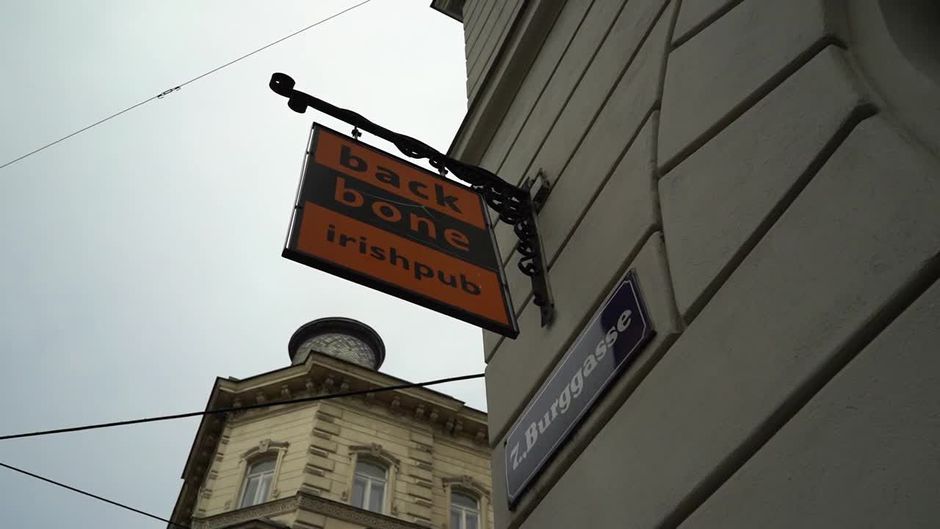 back
bone
irishpub
7., Burggasse